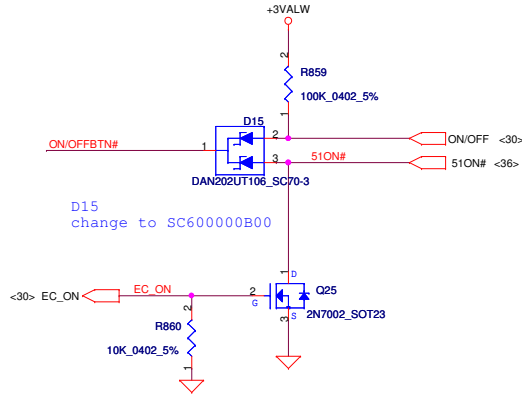 +3VALW
2
R859
100K_0402_5%
1
D15
ON/OFFBTN#
1
2
ON/OFF <30>
3
51ON#
51ON# <36>
DAN202UT106_SC70-3
D15
change to SC600000B00
1
D
Q25
<30> EC_ON
EC_ON
2
G
2N7002_SOT23
S
3
2
R860
10K_0402_5%
1